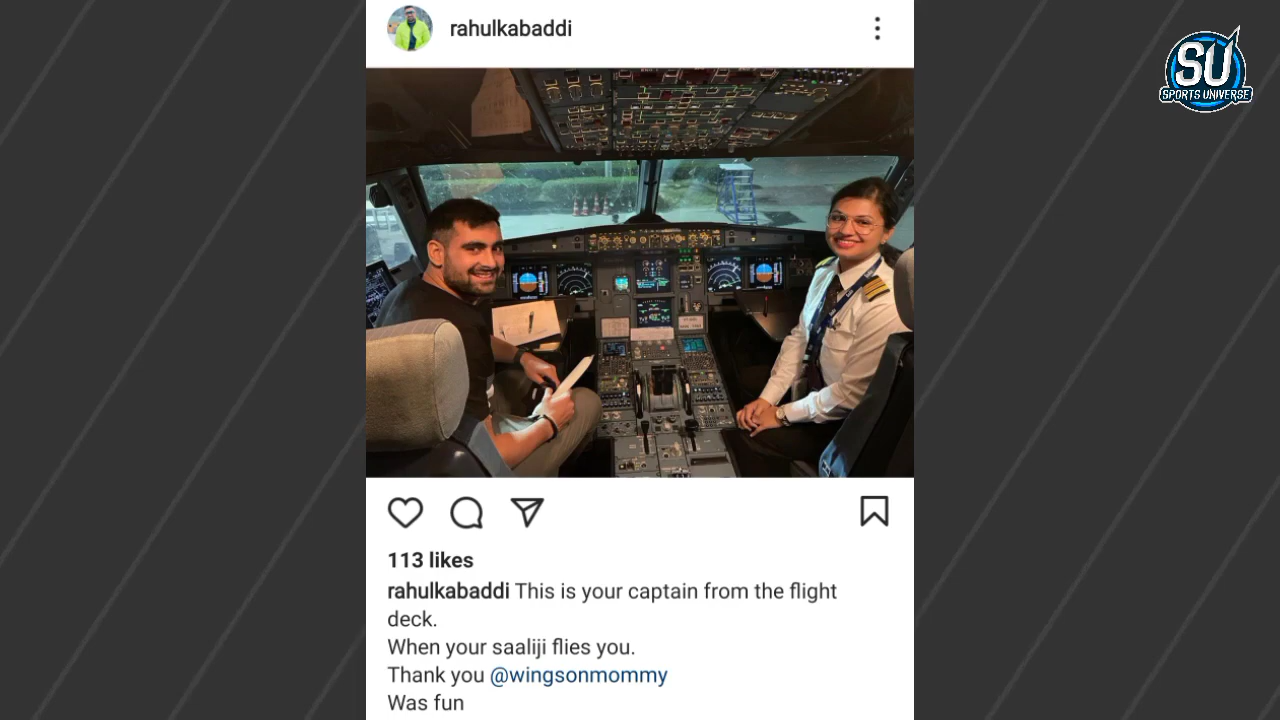 rahulkabaddi
SU
SPORTS UNIVERSE
113 likes
rahulkabaddi This is your captain from the flight
deck.
When your saaliji flies you.
Thank you @wingsonmommy
Was fun